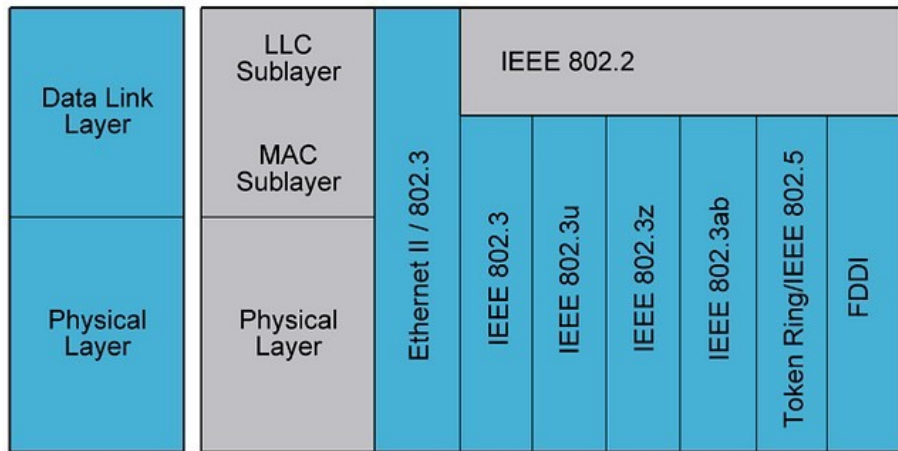 Data Link
Layer
Physical
Layer
LLC
Sublayer
MAC
Sublayer
Physical
Layer
Ethernet II / 802.3
IEEE 802.2
IEEE 802.3
IEEE 802.3u
IEEE 802.3z
IEEE 802.3ab
Token Ring/IEEE 802.5
FDDI